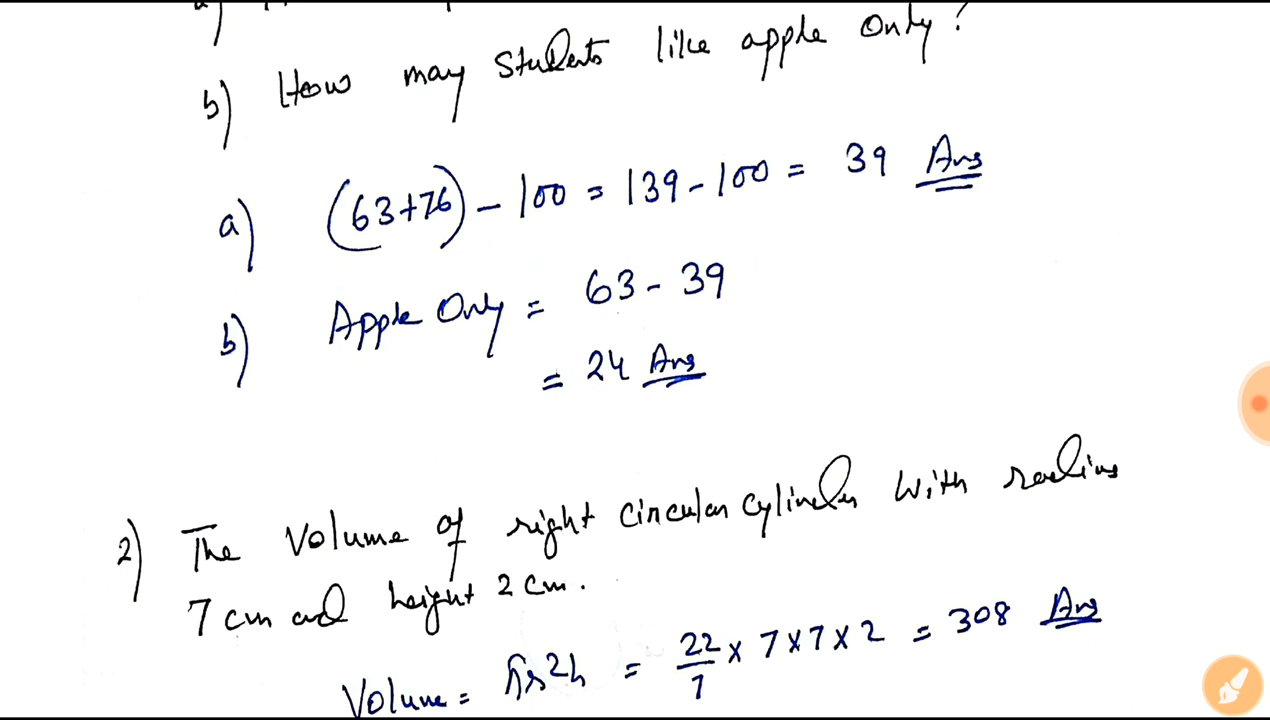 b) How may students like apple only?
a) (63+76) - 100 = 139 - 100 = 39 Ans
b) Apple Only = 63 - 39
= 24 Ans
2) The Volume of right circular cylinder with radius
7 cm and height 2 cm.
Volume = πr2h = 22/7 × 7 × 7 × 2 = 308 Ans